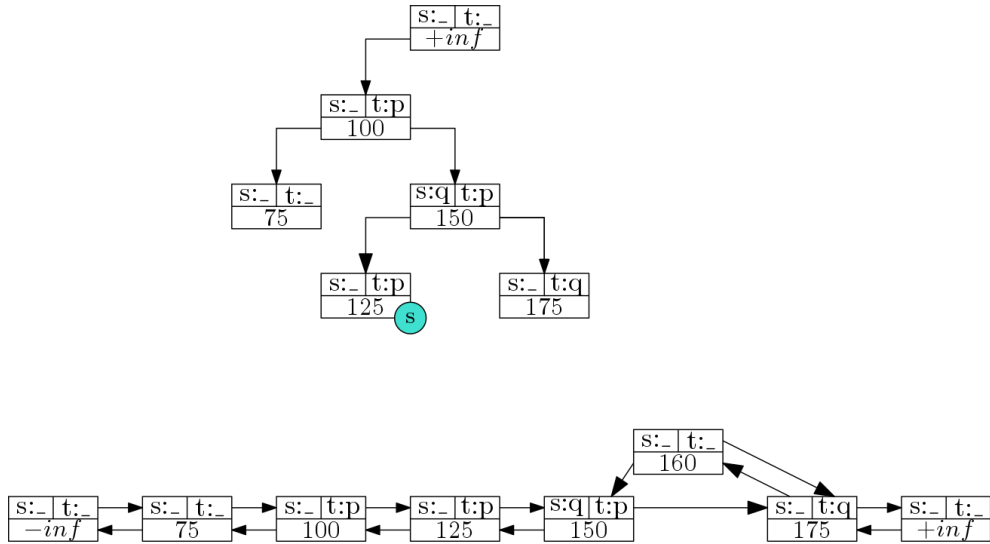 s:_ t:_
+inf
s:_ t:p
100
s:_ t:_
75
s:q t:p
150
s:_ t:p
125
s
s:_ t:q
175
s:_ t:_
160
s:_ t:_ s:_ t:_ s:_ t:p s:_ t:p s:q t:p s:_ t:q s:_ t:_
-inf 75 100 125 150 175 +inf